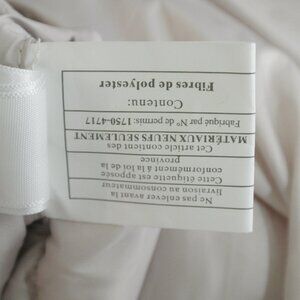 Ne pas enlever avant la
livraison au consommateur
Cette étiquette est apposée
conformément à la loi de la
province
Cet article contient des
MATÉRIAUX NEUFS SEULEMENT
Fabriqué par Nº de permis: 1750-4717
Contenu:
Fibres de polyester